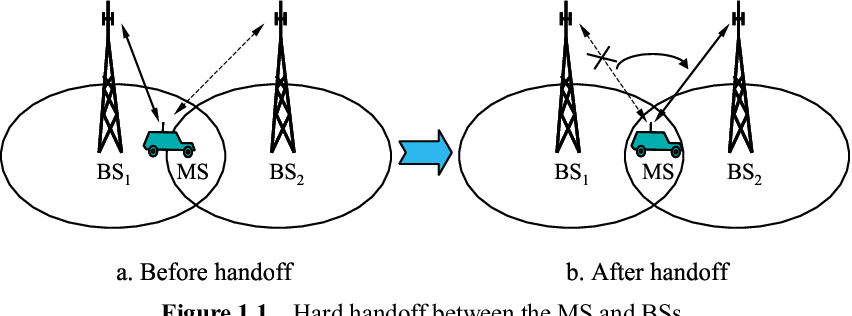 BS₁ MS BS₂ BS₁ MS BS₂
a. Before handoff b. After handoff
Figure 1.1 Hard handoff between the MS and BSs